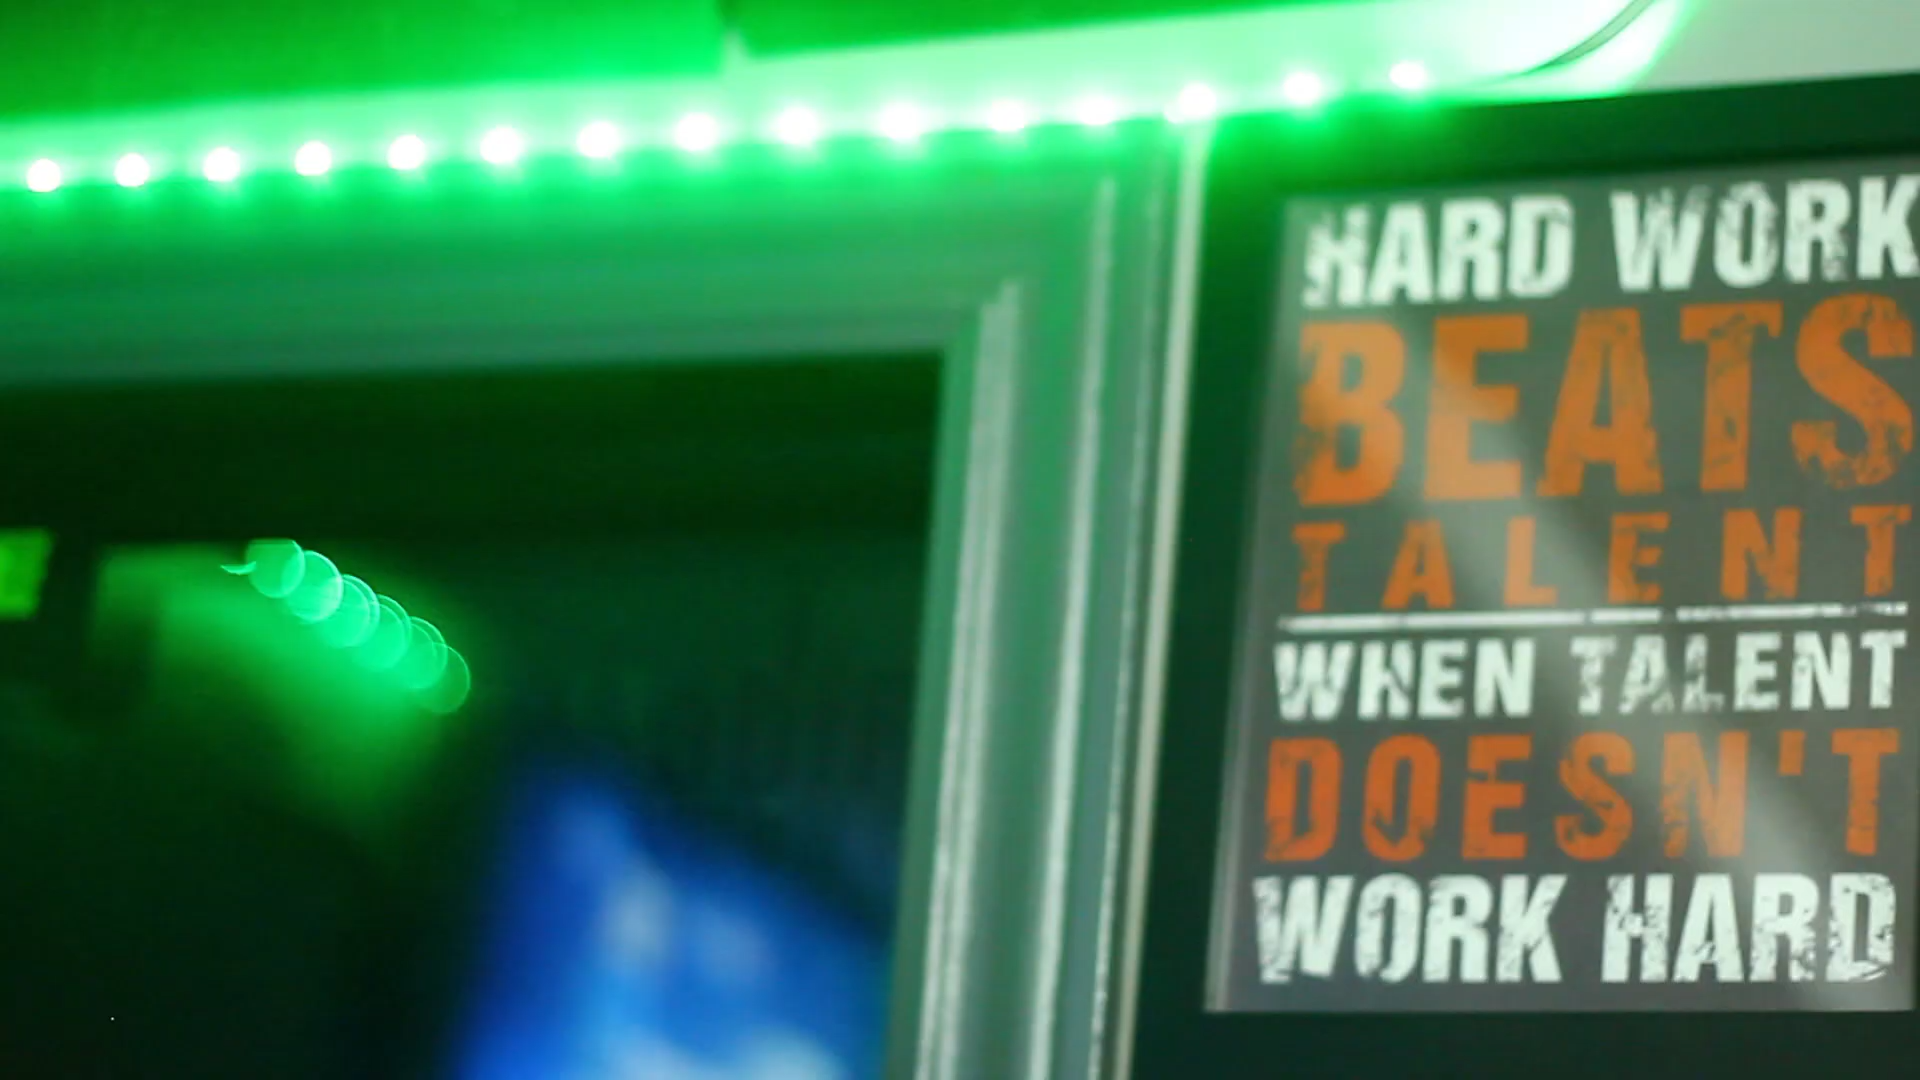 HARD WORK
BEATS
TALENT
WHEN TALENT
DOESN'T
WORK HARD